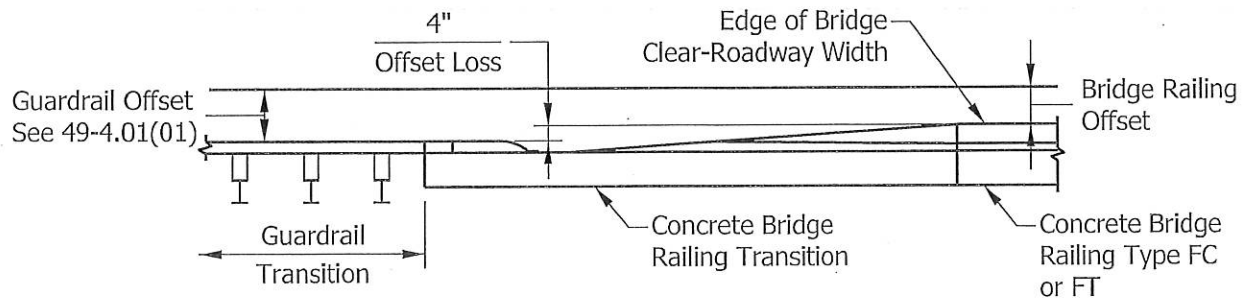 4"
Offset Loss
Edge of Bridge
Clear-Roadway Width
Guardrail Offset
See 49-4.01(01)
Bridge Railing
Offset
Guardrail
Transition
Concrete Bridge
Railing Transition
Concrete Bridge
Railing Type FC
or FT